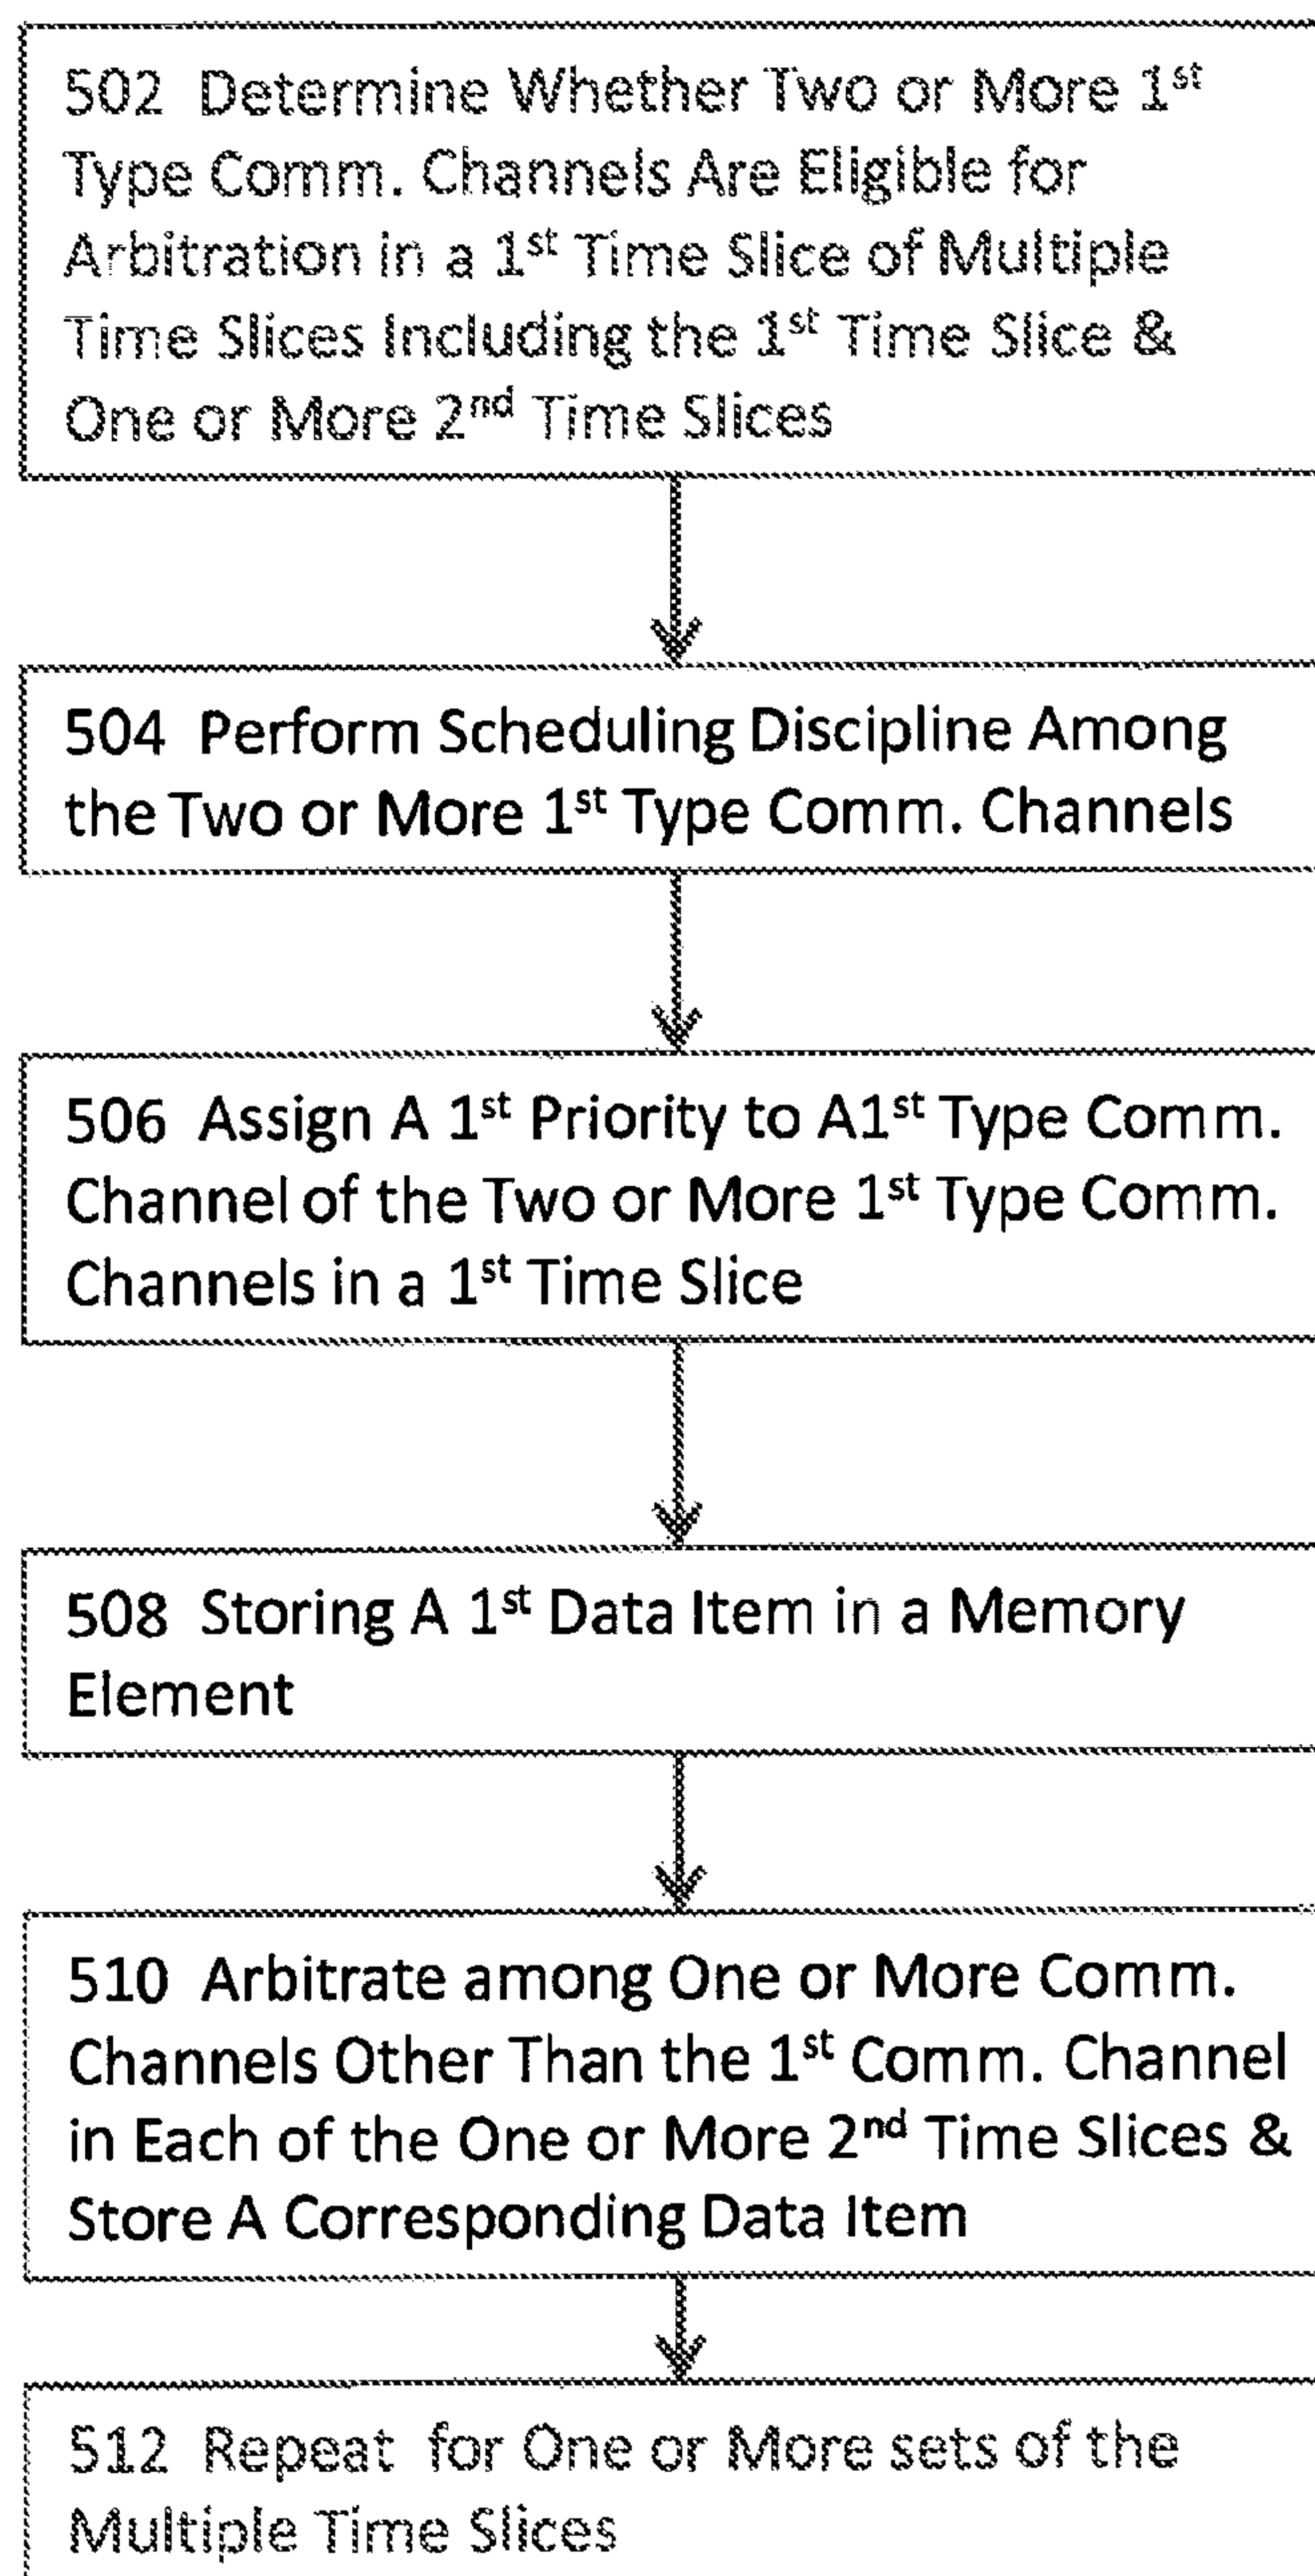 502 Determine Whether Two or More 1st
Type Comm. Channels Are Eligible for
Arbitration in a 1st Time Slice of Multiple
Time Slices Including the 1st Time Slice &
One or More 2nd Time Slices
504 Perform Scheduling Discipline Among
the Two or More 1st Type Comm. Channels
506 Assign A 1st Priority to A1st Type Comm.
Channel of the Two or More 1st Type Comm.
Channels in a 1st Time Slice
508 Storing A 1st Data Item in a Memory
Element
510 Arbitrate among One or More Comm.
Channels Other Than the 1st Comm. Channel
in Each of the One or More 2nd Time Slices &
Store A Corresponding Data Item
512 Repeat for One or More sets of the
Multiple Time Slices